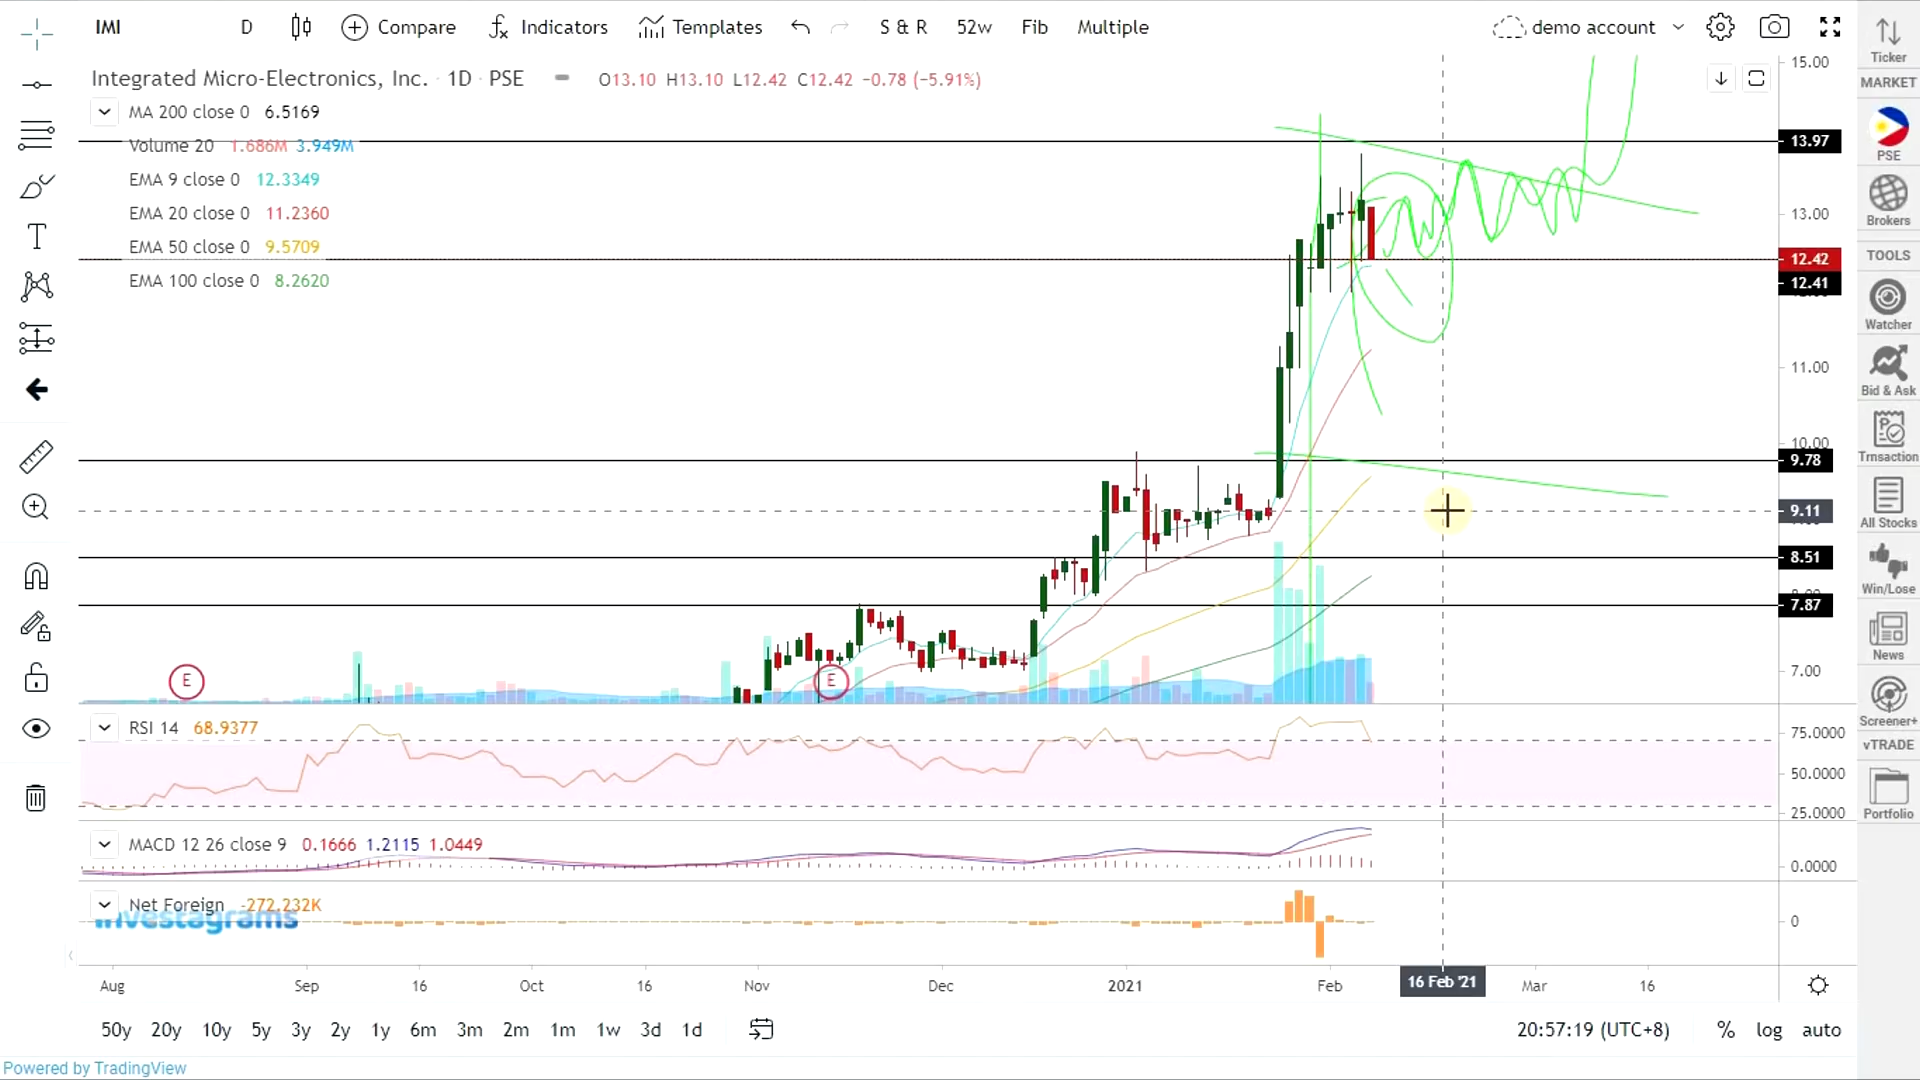 IMI D Compare Indicators Templates S & R 52w Fib Multiple demo account
Integrated Micro-Electronics, Inc. · 1D · PSE O13.10 H13.10 L12.42 C12.42 −0.78 (−5.91%)
MA 200 close 0 6.5169
Volume 20 1.686M 3.949M
EMA 9 close 0 12.3349
EMA 20 close 0 11.2360
EMA 50 close 0 9.5709
EMA 100 close 0 8.2620
15.00
13.97
13.00
12.42
12.41
11.00
10.00
9.78
9.11
8.51
7.87
7.00
E E
RSI 14 68.9377
75.0000
50.0000
25.0000
MACD 12 26 close 9 0.1666 1.2115 1.0449
0.0000
Net Foreign -272.232K
investagrams
0
Aug Sep 16 Oct 16 Nov Dec 2021 Feb 16 Feb '21 Mar 16
50y 20y 10y 5y 3y 2y 1y 6m 3m 2m 1m 1w 3d 1d 20:57:19 (UTC+8) % log auto
Powered by TradingView
Ticker
MARKET
PSE
Brokers
TOOLS
Watcher
Bid & Ask
Trnsaction
All Stocks
Win/Lose
News
Screener+
vTRADE
Portfolio